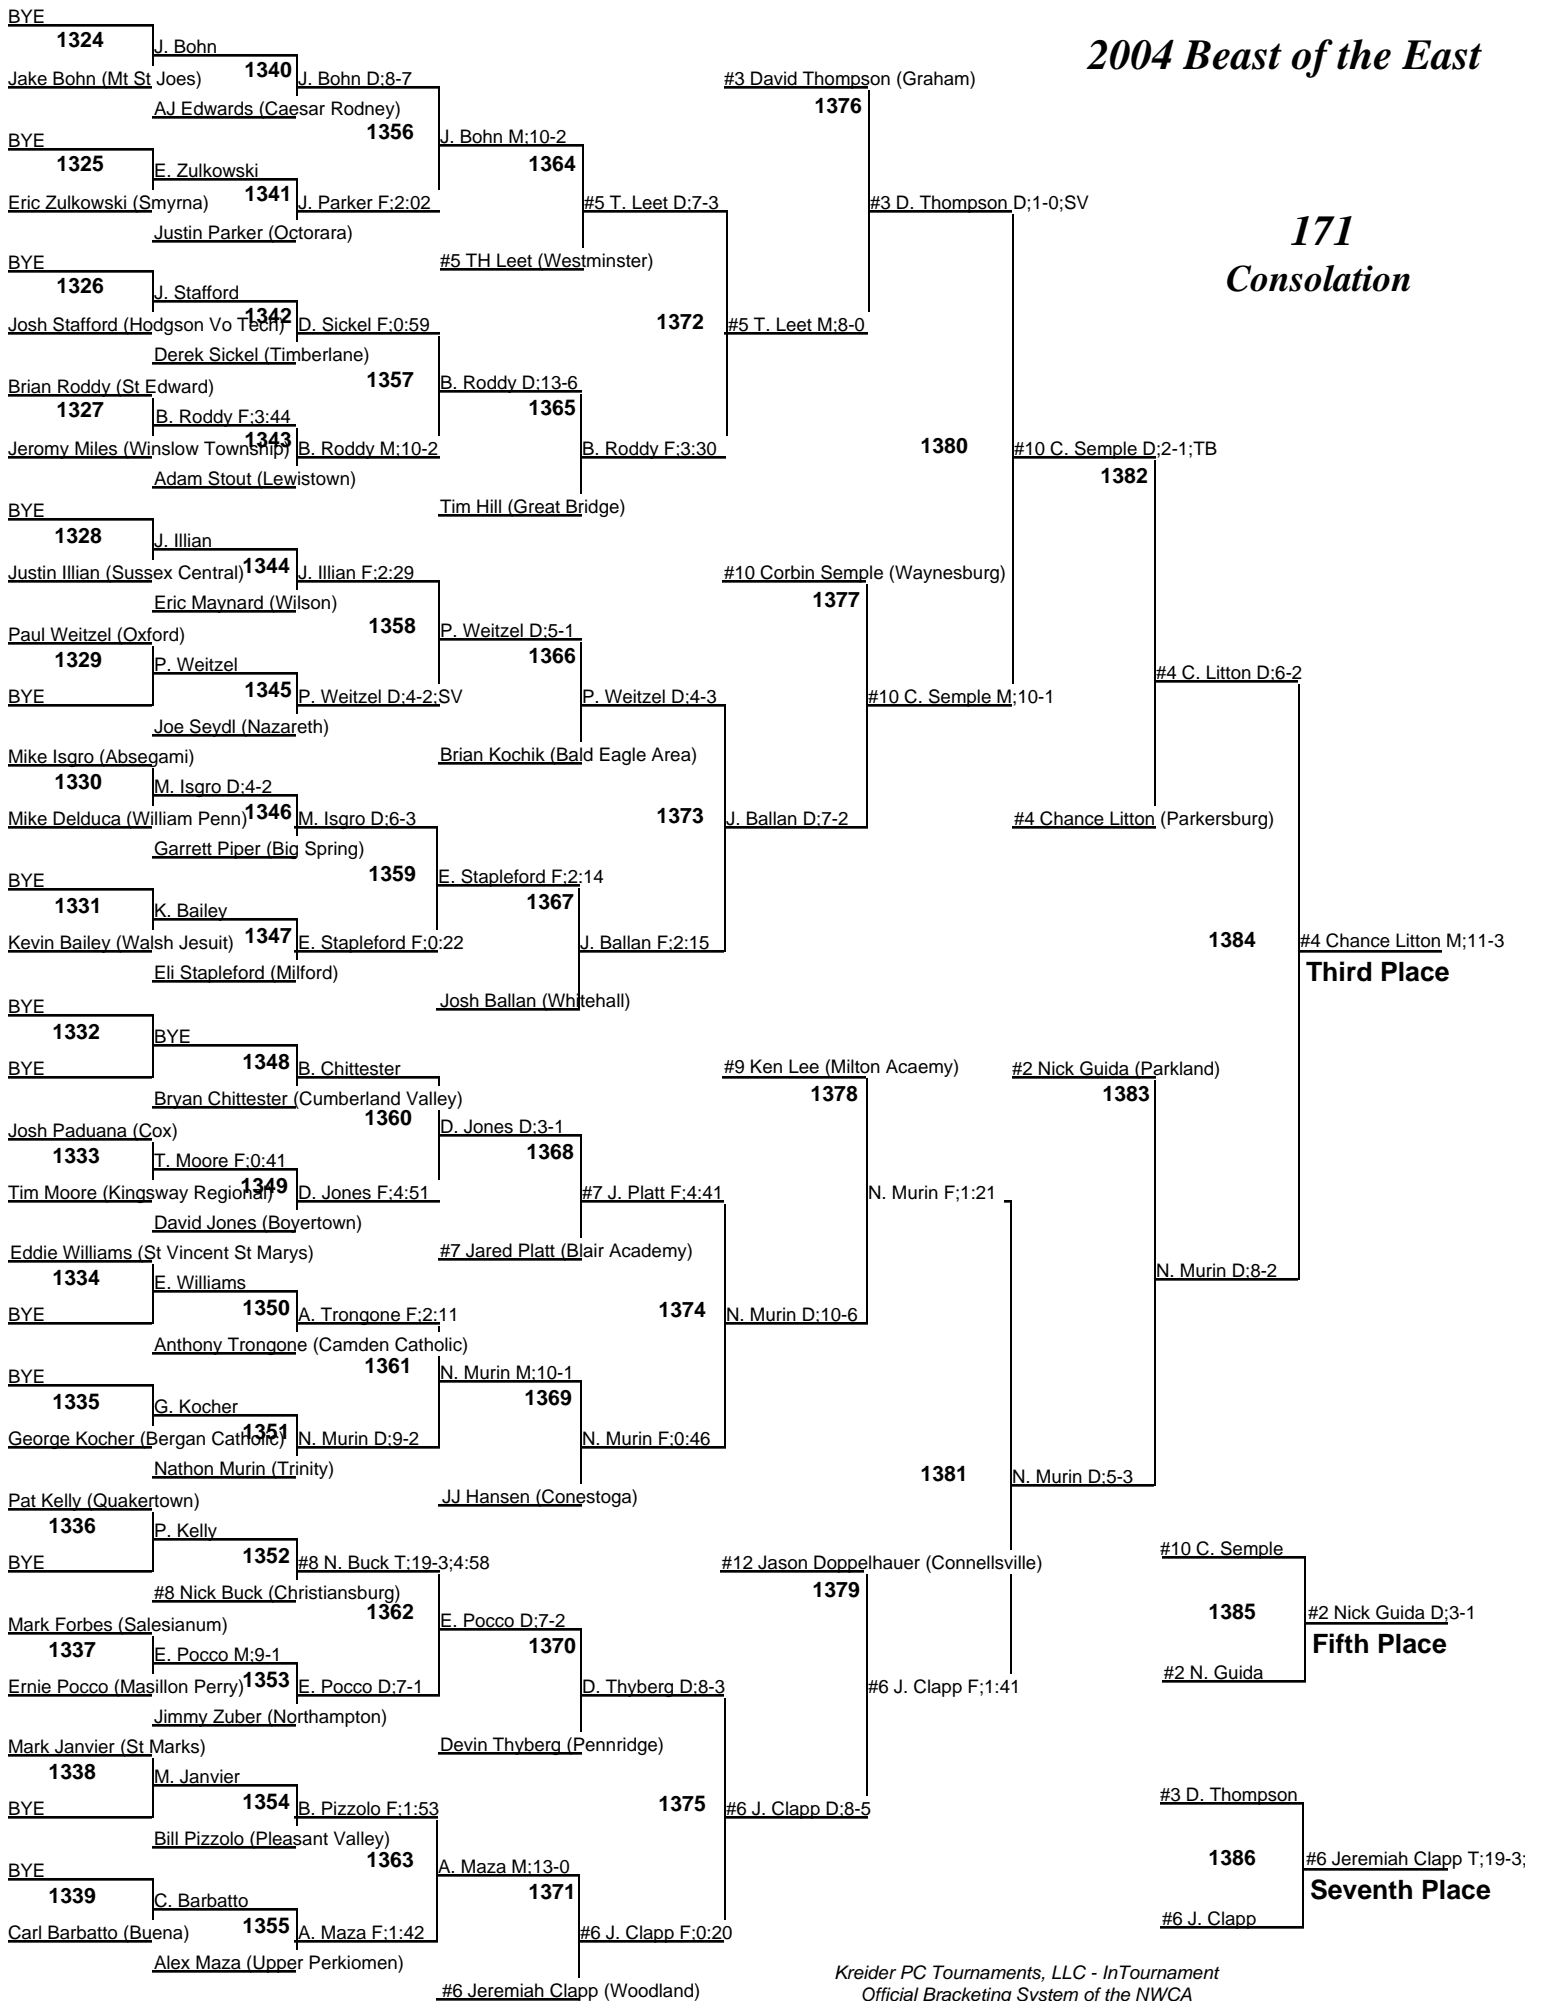 2004 Beast of the East
171
Consolation
BYE
1324
Jake Bohn (Mt St Joes)
BYE
1325
Eric Zulkowski (Smyrna)
BYE
1326
Josh Stafford (Hodgson Vo Tech)
Brian Roddy (St Edward)
1327
Jeromy Miles (Winslow Township)
BYE
1328
Justin Illian (Sussex Central)
Paul Weitzel (Oxford)
1329
BYE
Mike Isgro (Absegami)
1330
Mike Delduca (William Penn)
BYE
1331
Kevin Bailey (Walsh Jesuit)
BYE
1332
BYE
Josh Paduana (Cox)
1333
Tim Moore (Kingsway Regional)
Eddie Williams (St Vincent St Marys)
1334
BYE
BYE
1335
George Kocher (Bergan Catholic)
Pat Kelly (Quakertown)
1336
BYE
Mark Forbes (Salesianum)
1337
Ernie Pocco (Masillon Perry)
Mark Janvier (St Marks)
1338
BYE
BYE
1339
Carl Barbatto (Buena)
J. Bohn
1340
AJ Edwards (Caesar Rodney)
E. Zulkowski
1341
Justin Parker (Octorara)
J. Stafford
1342
Derek Sickel (Timberlane)
B. Roddy F;3:44
1343
Adam Stout (Lewistown)
J. Illian
1344
Eric Maynard (Wilson)
P. Weitzel
1345
Joe Seydl (Nazareth)
M. Isgro D;4-2
1346
Garrett Piper (Big Spring)
K. Bailey
1347
Eli Stapleford (Milford)
BYE
1348
Bryan Chittester (Cumberland Valley)
T. Moore F;0:41
1349
David Jones (Boyertown)
E. Williams
1350
Anthony Trongone (Camden Catholic)
G. Kocher
1351
Nathon Murin (Trinity)
P. Kelly
1352
#8 Nick Buck (Christiansburg)
E. Pocco M;9-1
1353
Jimmy Zuber (Northampton)
M. Janvier
1354
Bill Pizzolo (Pleasant Valley)
C. Barbatto
1355
Alex Maza (Upper Perkiomen)
J. Bohn D;8-7
1356
J. Parker F;2:02
D. Sickel F;0:59
1357
B. Roddy M;10-2
J. Illian F;2:29
1358
P. Weitzel D;4-2;SV
M. Isgro D;6-3
1359
E. Stapleford F;0:22
B. Chittester
1360
D. Jones F;4:51
A. Trongone F;2:11
1361
N. Murin D;9-2
#8 N. Buck T;19-3;4:58
1362
E. Pocco D;7-1
B. Pizzolo F;1:53
1363
A. Maza F;1:42
J. Bohn M;10-2
1364
#5 TH Leet (Westminster)
B. Roddy D;13-6
1365
Tim Hill (Great Bridge)
P. Weitzel D;5-1
1366
Brian Kochik (Bald Eagle Area)
E. Stapleford F;2:14
1367
Josh Ballan (Whitehall)
D. Jones D;3-1
1368
#7 Jared Platt (Blair Academy)
N. Murin M;10-1
1369
JJ Hansen (Conestoga)
E. Pocco D;7-2
1370
Devin Thyberg (Pennridge)
A. Maza M;13-0
1371
#6 Jeremiah Clapp (Woodland)
#5 T. Leet D;7-3
1372
B. Roddy F;3:30
P. Weitzel D;4-3
1373
J. Ballan F;2:15
#7 J. Platt F;4:41
1374
N. Murin F;0:46
D. Thyberg D;8-3
1375
#6 J. Clapp F;0:20
#3 David Thompson (Graham)
1376
#5 T. Leet M;8-0
#10 Corbin Semple (Waynesburg)
1377
J. Ballan D;7-2
#9 Ken Lee (Milton Acaemy)
1378
N. Murin D;10-6
#12 Jason Doppelhauer (Connellsville)
1379
#6 J. Clapp D;8-5
#3 D. Thompson D;1-0;SV
1380
#10 C. Semple M;10-1
N. Murin F;1:21
1381
#6 J. Clapp F;1:41
#10 C. Semple D;2-1;TB
1382
#4 Chance Litton (Parkersburg)
#2 Nick Guida (Parkland)
1383
N. Murin D;5-3
#4 C. Litton D;6-2
1384
N. Murin D;8-2
#4 Chance Litton M;11-3
Third Place
#10 C. Semple
1385
#2 N. Guida
#2 Nick Guida D;3-1
Fifth Place
#3 D. Thompson
1386
#6 J. Clapp
#6 Jeremiah Clapp T;19-3;
Seventh Place
Kreider PC Tournaments, LLC - InTournament
Official Bracketing System of the NWCA